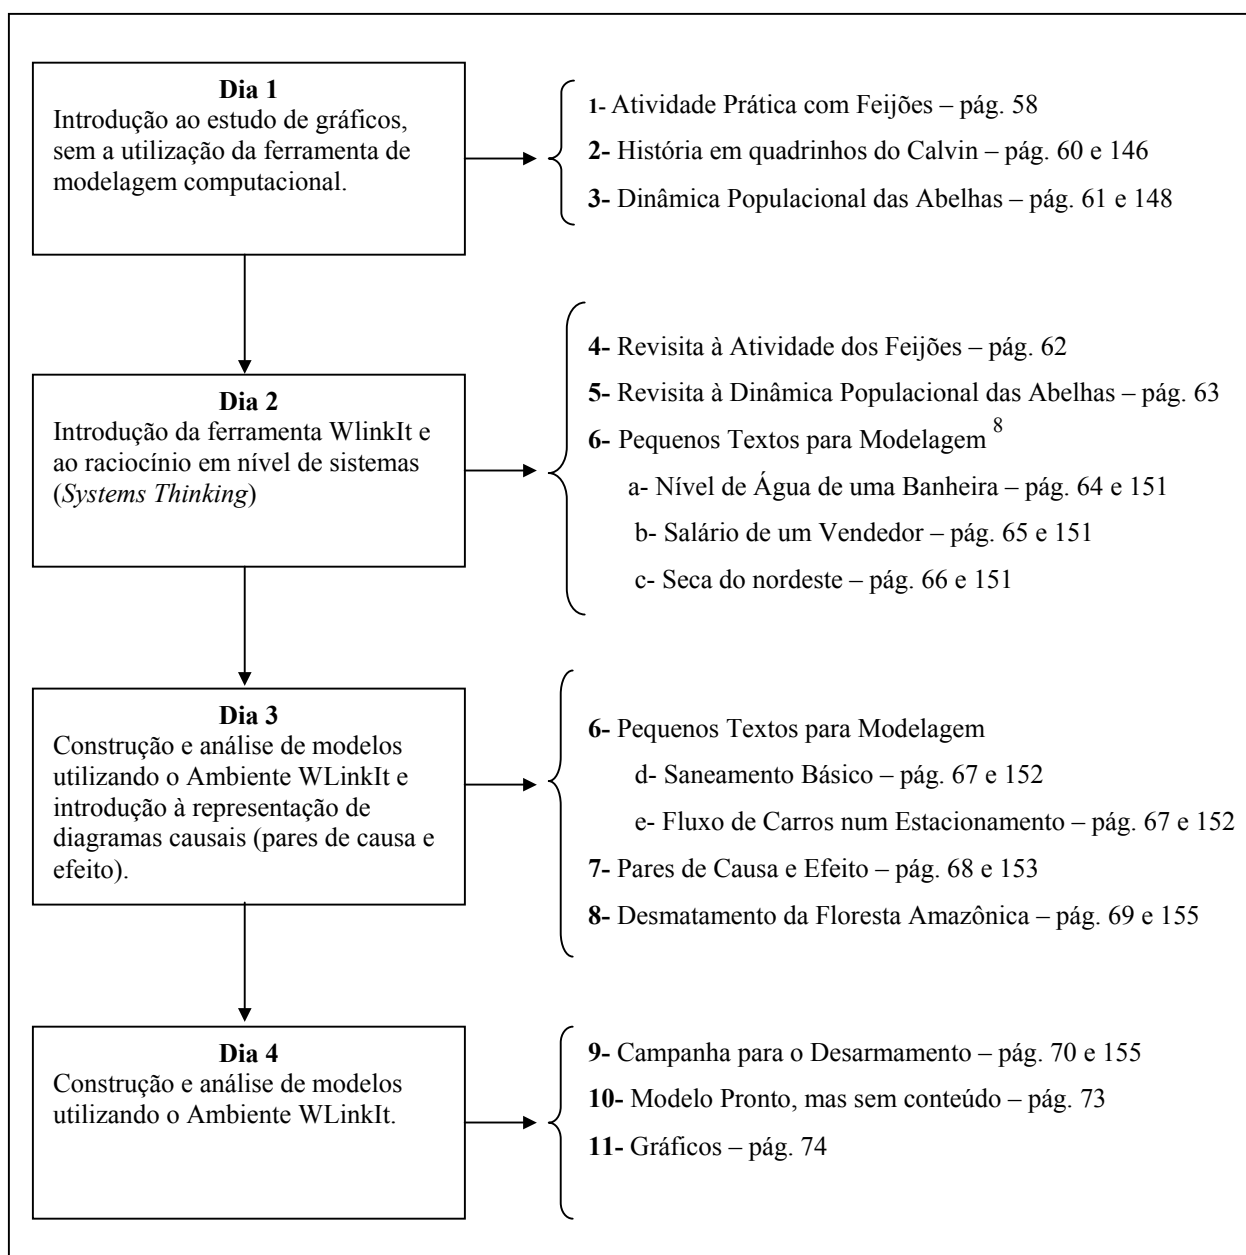 Dia 1
Introdução ao estudo de gráficos,
sem a utilização da ferramenta de
modelagem computacional.
1- Atividade Prática com Feijões – pág. 58
2- História em quadrinhos do Calvin – pág. 60 e 146
3- Dinâmica Populacional das Abelhas – pág. 61 e 148
Dia 2
Introdução da ferramenta WlinkIt e
ao raciocínio em nível de sistemas
(Systems Thinking)
4- Revisita à Atividade dos Feijões – pág. 62
5- Revisita à Dinâmica Populacional das Abelhas – pág. 63
6- Pequenos Textos para Modelagem 8
a- Nível de Água de uma Banheira – pág. 64 e 151
b- Salário de um Vendedor – pág. 65 e 151
c- Seca do nordeste – pág. 66 e 151
Dia 3
Construção e análise de modelos
utilizando o Ambiente WLinkIt e
introdução à representação de
diagramas causais (pares de causa e
efeito).
6- Pequenos Textos para Modelagem
d- Saneamento Básico – pág. 67 e 152
e- Fluxo de Carros num Estacionamento – pág. 67 e 152
7- Pares de Causa e Efeito – pág. 68 e 153
8- Desmatamento da Floresta Amazônica – pág. 69 e 155
Dia 4
Construção e análise de modelos
utilizando o Ambiente WLinkIt.
9- Campanha para o Desarmamento – pág. 70 e 155
10- Modelo Pronto, mas sem conteúdo – pág. 73
11- Gráficos – pág. 74